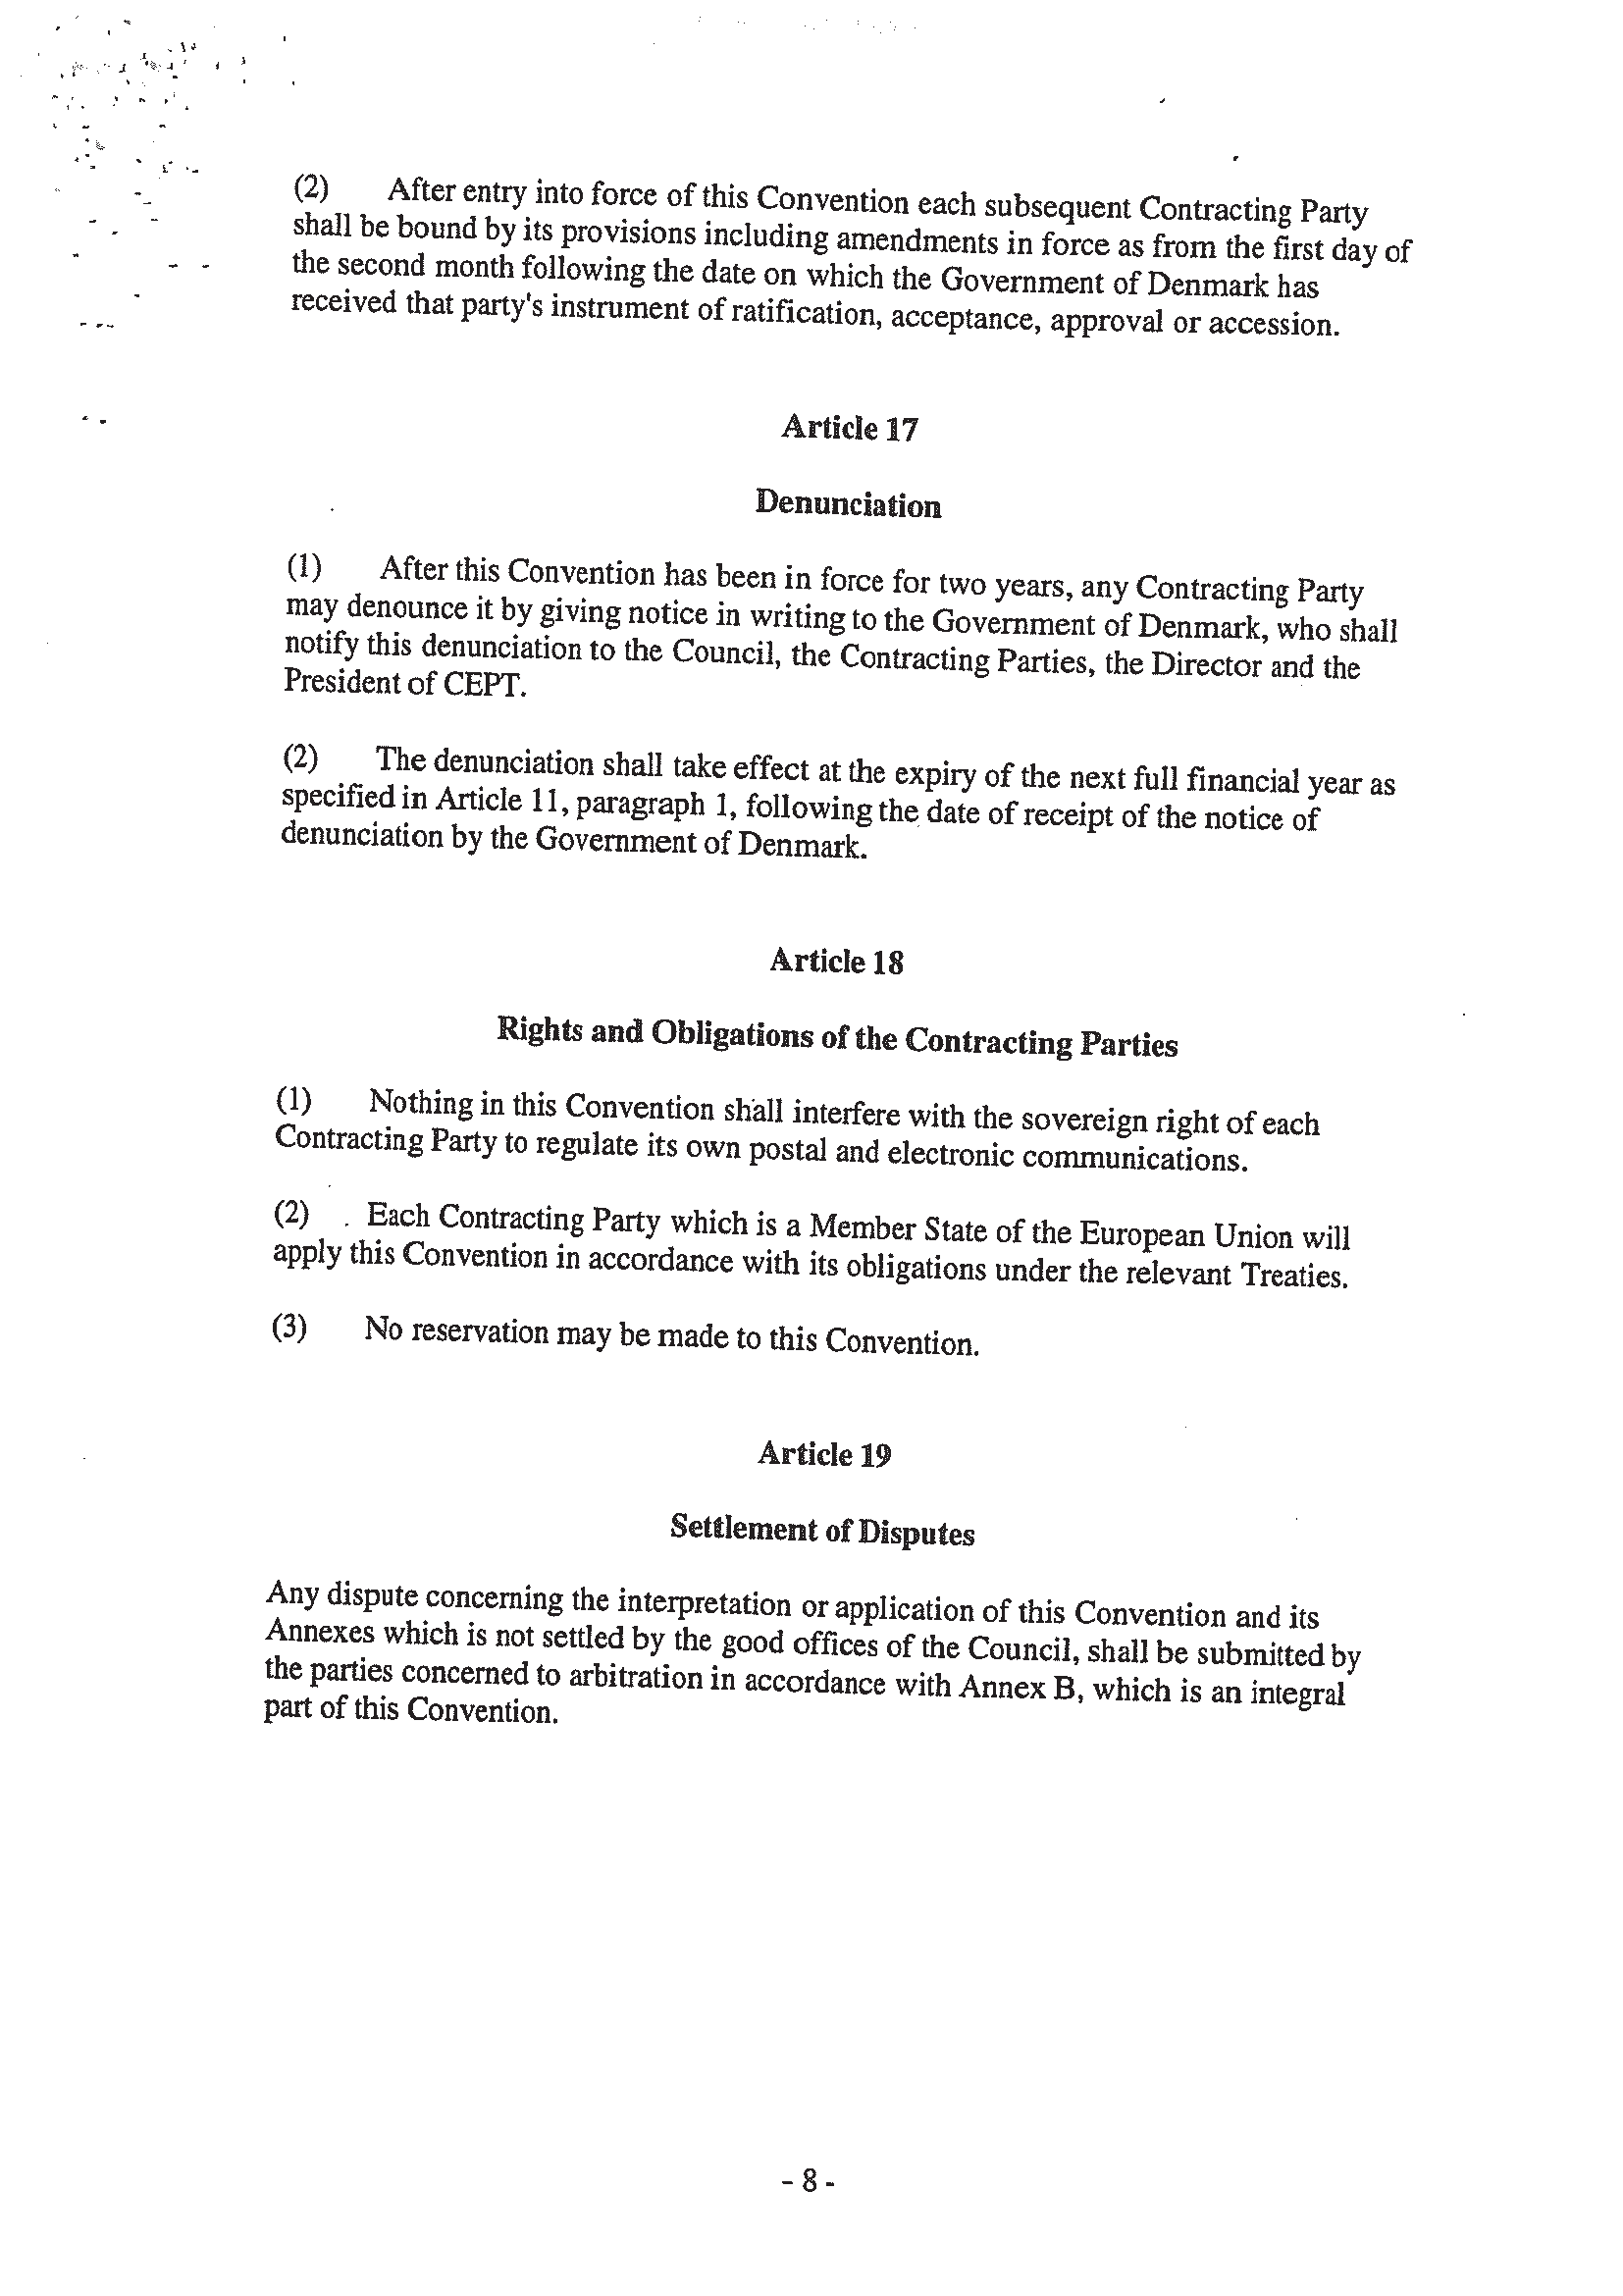 (2) After entry into force of this Convention each subsequent Contracting Party
shall be bound by its provisions including amendments in force as from the first day of
the second month following the date on which the Government of Denmark has
received that party's instrument of ratification, acceptance, approval or accession.
Article 17
Denunciation
(1) After this Convention has been in force for two years, any Contracting Party
may denounce it by giving notice in writing to the Government of Denmark, who shall
notify this denunciation to the Council, the Contracting Parties, the Director and the
President of CEPT.
(2) The denunciation shall take effect at the expiry of the next full financial year as
specified in Article 11, paragraph 1, following the date of receipt of the notice of
denunciation by the Government of Denmark.
Article 18
Rights and Obligations of the Contracting Parties
(1) Nothing in this Convention shall interfere with the sovereign right of each
Contracting Party to regulate its own postal and electronic communications.
(2) Each Contracting Party which is a Member State of the European Union will
apply this Convention in accordance with its obligations under the relevant Treaties.
(3) No reservation may be made to this Convention.
Article 19
Settlement of Disputes
Any dispute concerning the interpretation or application of this Convention and its
Annexes which is not settled by the good offices of the Council, shall be submitted by
the parties concerned to arbitration in accordance with Annex B, which is an integral
part of this Convention.
- 8 -